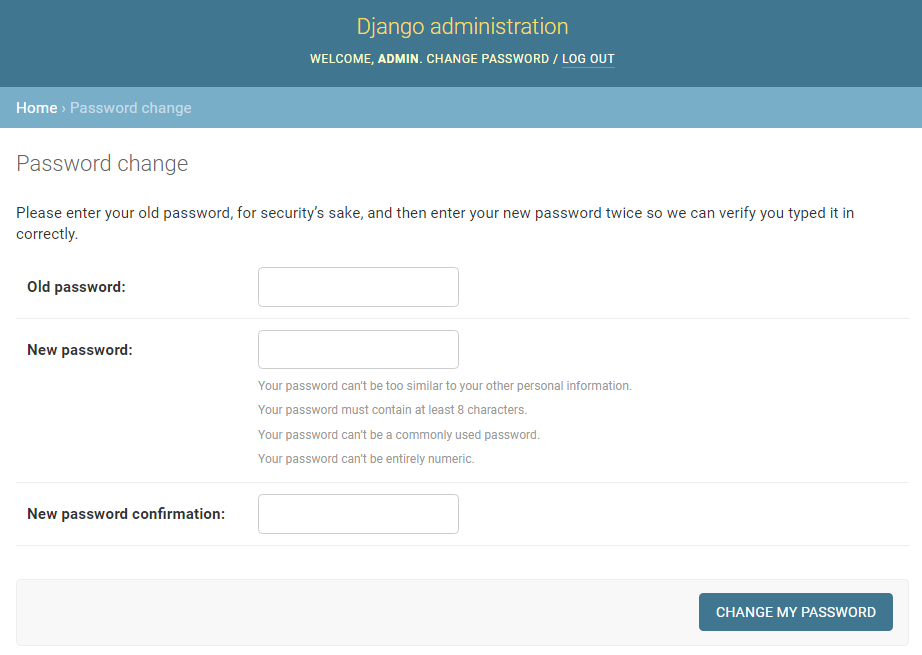 Django administration
WELCOME, ADMIN. CHANGE PASSWORD / LOG OUT
Home › Password change
Password change
Please enter your old password, for security's sake, and then enter your new password twice so we can verify you typed it in
correctly.
Old password:
New password:
Your password can't be too similar to your other personal information.
Your password must contain at least 8 characters.
Your password can't be a commonly used password.
Your password can't be entirely numeric.
New password confirmation:
CHANGE MY PASSWORD